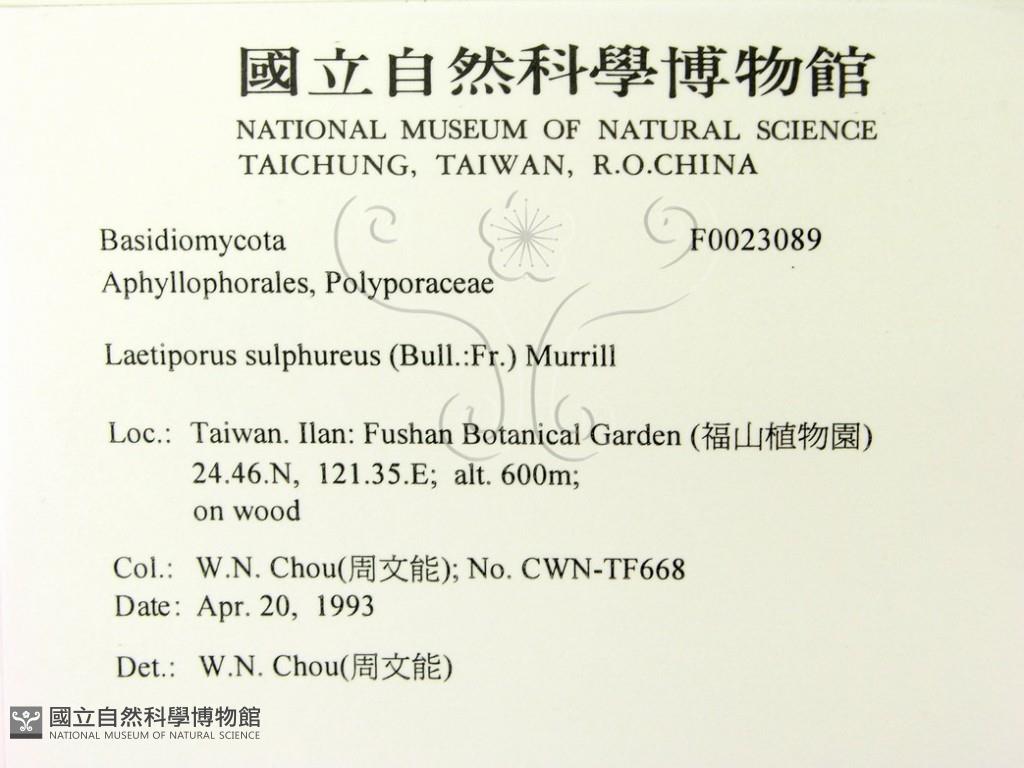 國立自然科學博物館
NATIONAL MUSEUM OF NATURAL SCIENCE
TAICHUNG, TAIWAN, R.O.CHINA
Basidiomycota F0023089
Aphyllophorales, Polyporaceae
Laetiporus sulphureus (Bull.:Fr.) Murrill
Loc.: Taiwan. Ilan: Fushan Botanical Garden (福山植物園)
24.46.N, 121.35.E; alt. 600m;
on wood
Col.: W.N. Chou(周文能); No. CWN-TF668
Date: Apr. 20, 1993
Det.: W.N. Chou(周文能)
國立自然科學博物館
NATIONAL MUSEUM OF NATURAL SCIENCE